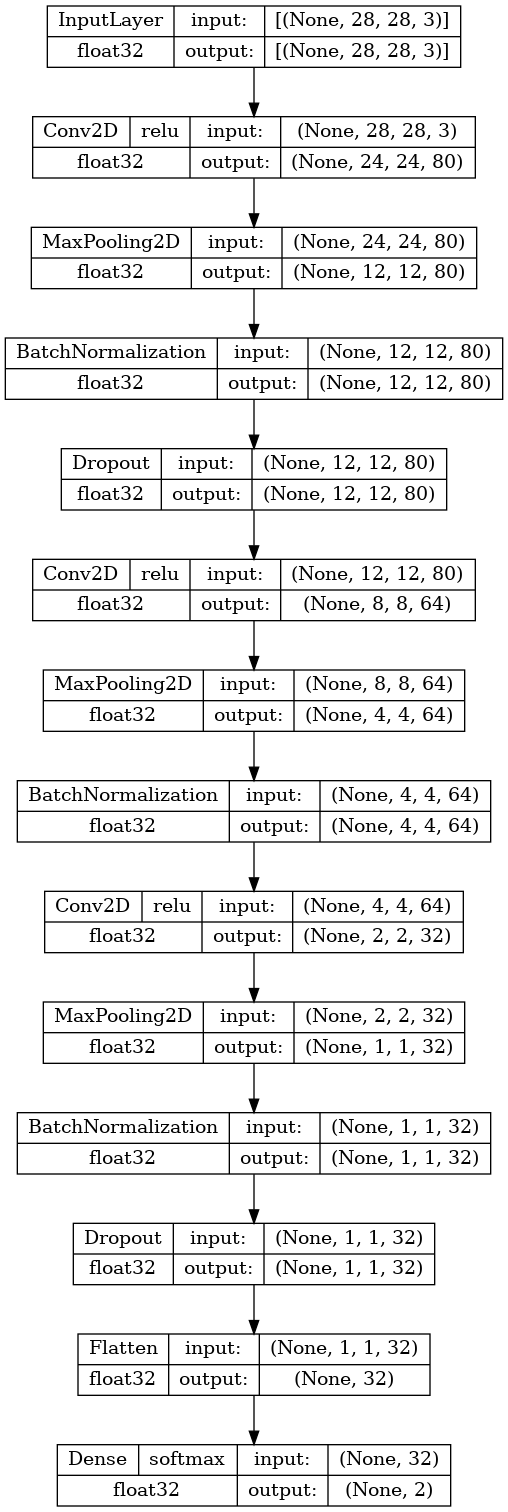 InputLayer input: [(None, 28, 28, 3)]
float32 output: [(None, 28, 28, 3)]
Conv2D relu input: (None, 28, 28, 3)
float32 output: (None, 24, 24, 80)
MaxPooling2D input: (None, 24, 24, 80)
float32 output: (None, 12, 12, 80)
BatchNormalization input: (None, 12, 12, 80)
float32 output: (None, 12, 12, 80)
Dropout input: (None, 12, 12, 80)
float32 output: (None, 12, 12, 80)
Conv2D relu input: (None, 12, 12, 80)
float32 output: (None, 8, 8, 64)
MaxPooling2D input: (None, 8, 8, 64)
float32 output: (None, 4, 4, 64)
BatchNormalization input: (None, 4, 4, 64)
float32 output: (None, 4, 4, 64)
Conv2D relu input: (None, 4, 4, 64)
float32 output: (None, 2, 2, 32)
MaxPooling2D input: (None, 2, 2, 32)
float32 output: (None, 1, 1, 32)
BatchNormalization input: (None, 1, 1, 32)
float32 output: (None, 1, 1, 32)
Dropout input: (None, 1, 1, 32)
float32 output: (None, 1, 1, 32)
Flatten input: (None, 1, 1, 32)
float32 output: (None, 32)
Dense softmax input: (None, 32)
float32 output: (None, 2)